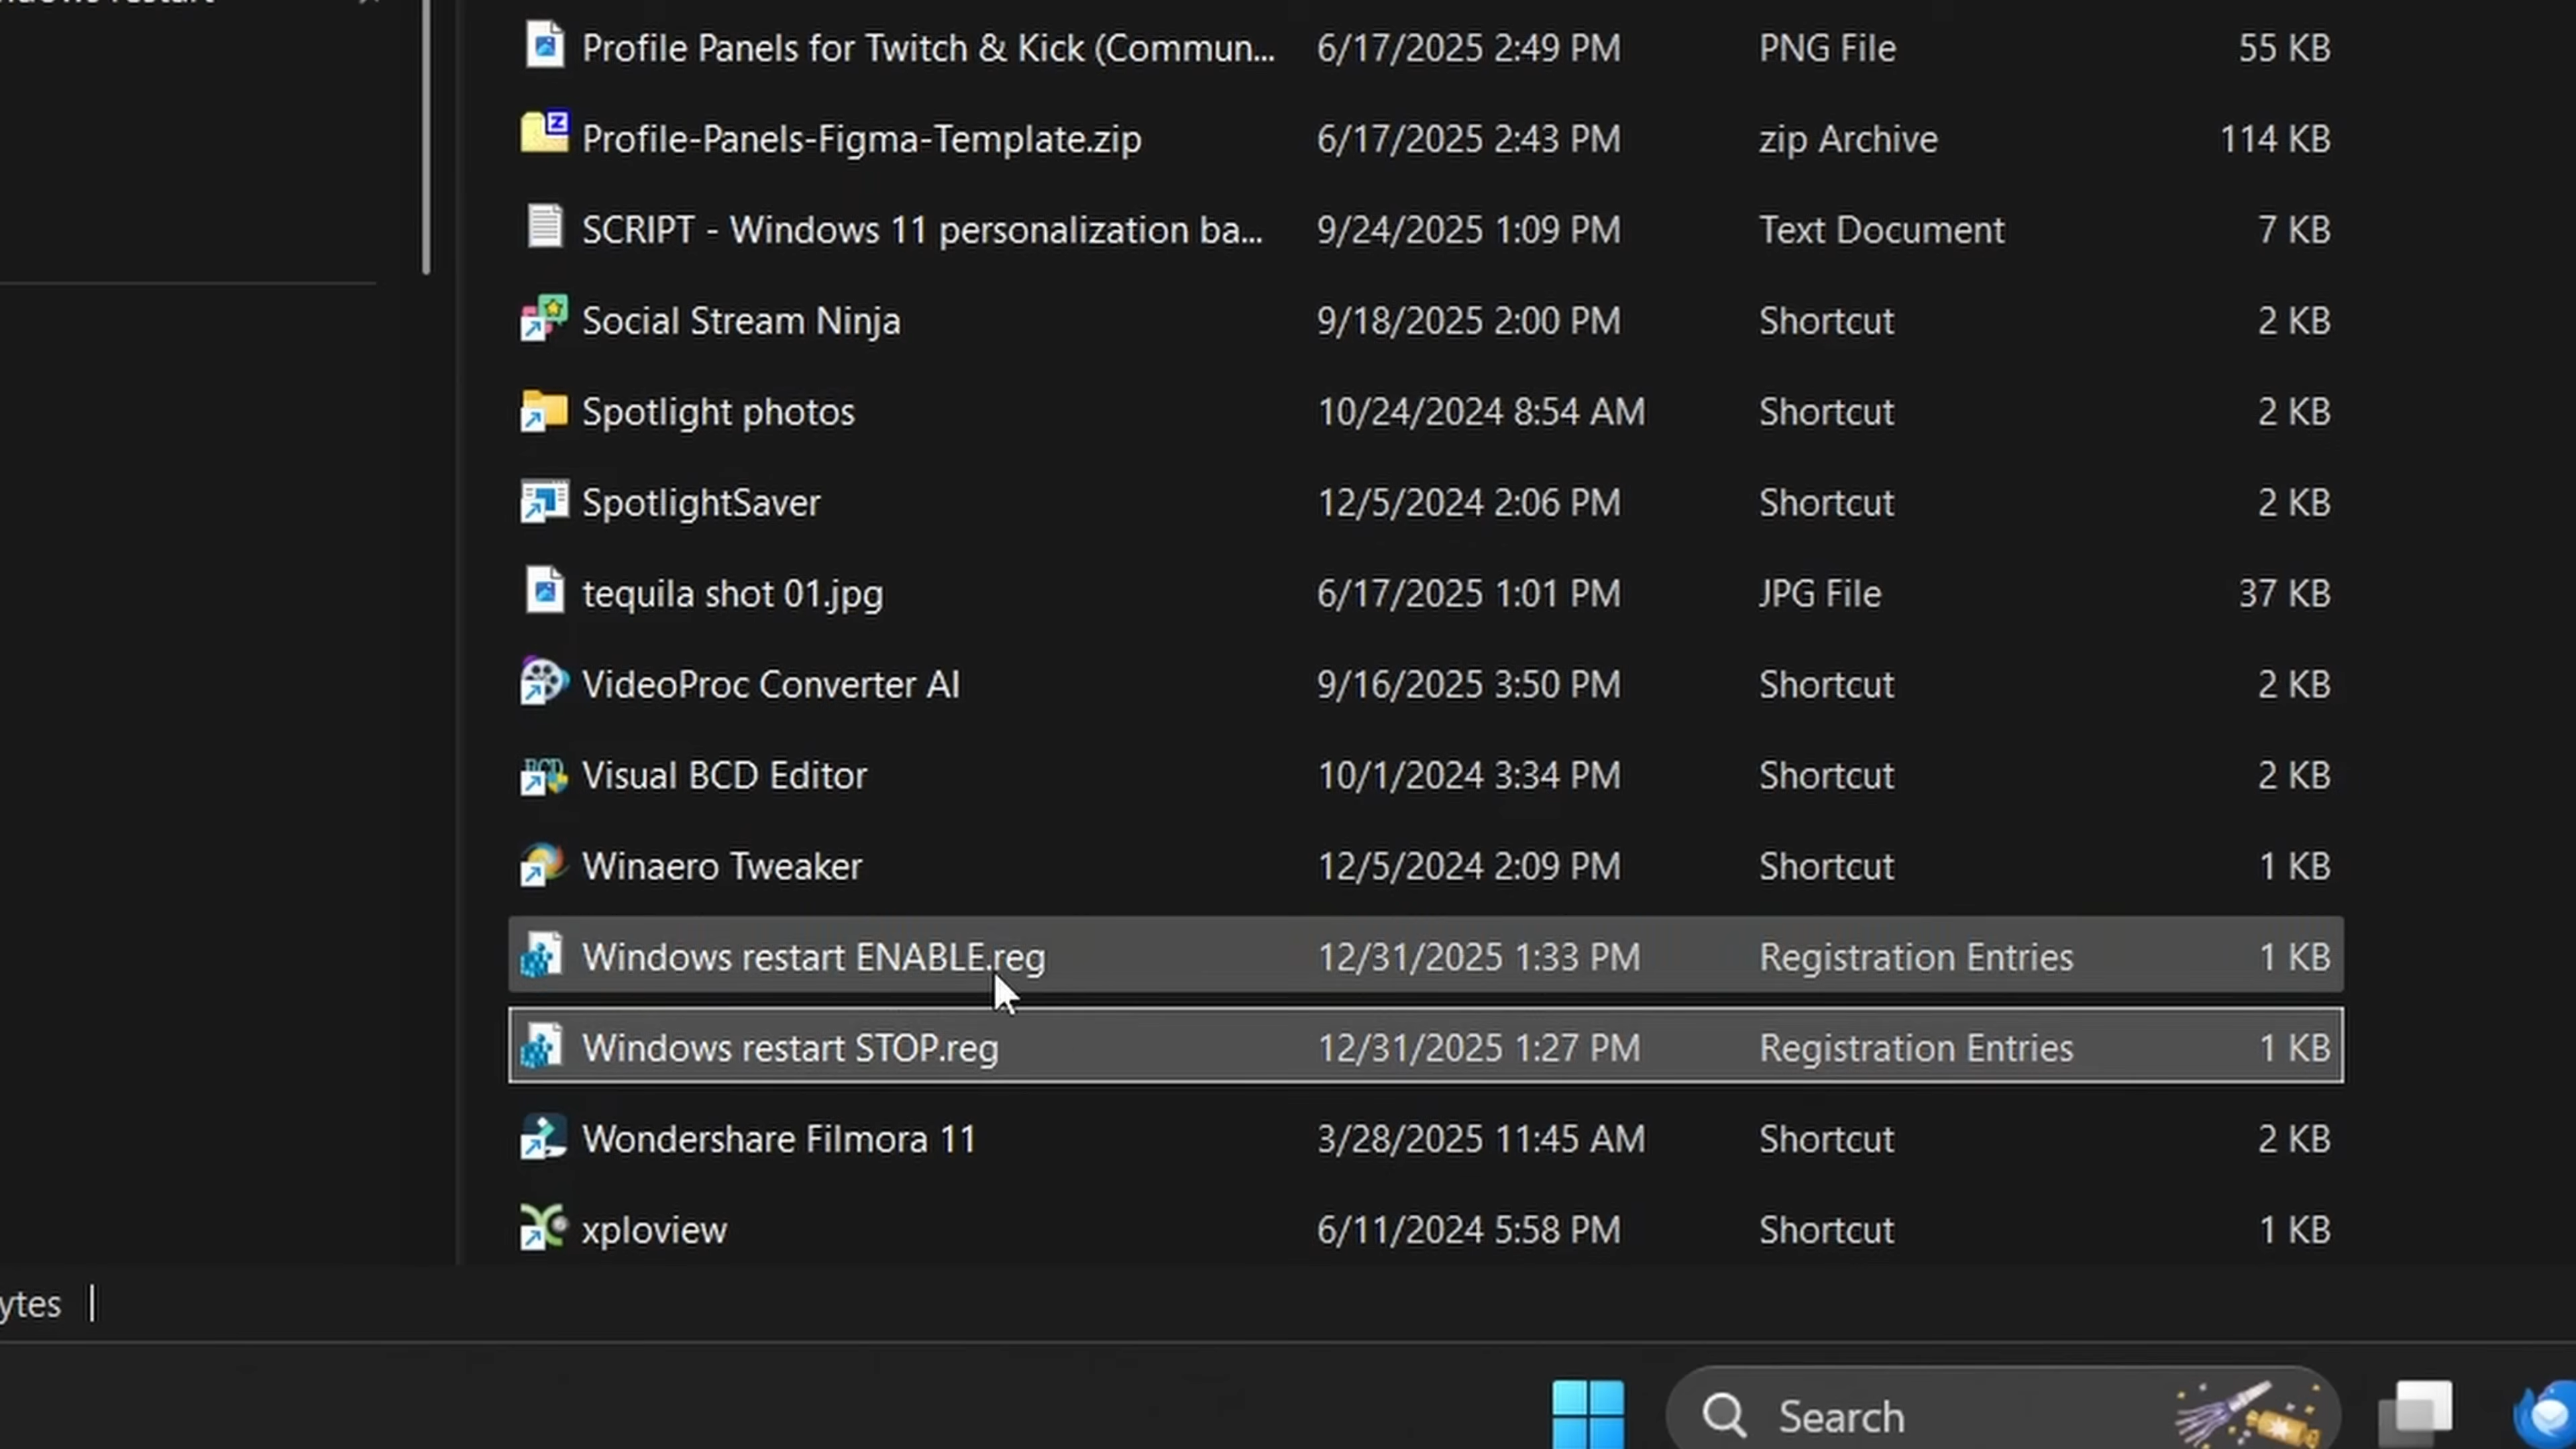 Profile Panels for Twitch & Kick (Commun... 6/17/2025 2:49 PM PNG File 55 KB
Profile-Panels-Figma-Template.zip 6/17/2025 2:43 PM zip Archive 114 KB
SCRIPT - Windows 11 personalization ba... 9/24/2025 1:09 PM Text Document 7 KB
Social Stream Ninja 9/18/2025 2:00 PM Shortcut 2 KB
Spotlight photos 10/24/2024 8:54 AM Shortcut 2 KB
SpotlightSaver 12/5/2024 2:06 PM Shortcut 2 KB
tequila shot 01.jpg 6/17/2025 1:01 PM JPG File 37 KB
VideoProc Converter AI 9/16/2025 3:50 PM Shortcut 2 KB
Visual BCD Editor 10/1/2024 3:34 PM Shortcut 2 KB
Winaero Tweaker 12/5/2024 2:09 PM Shortcut 1 KB
Windows restart ENABLE.reg 12/31/2025 1:33 PM Registration Entries 1 KB
Windows restart STOP.reg 12/31/2025 1:27 PM Registration Entries 1 KB
Wondershare Filmora 11 3/28/2025 11:45 AM Shortcut 2 KB
xploview 6/11/2024 5:58 PM Shortcut 1 KB
ytes
Search